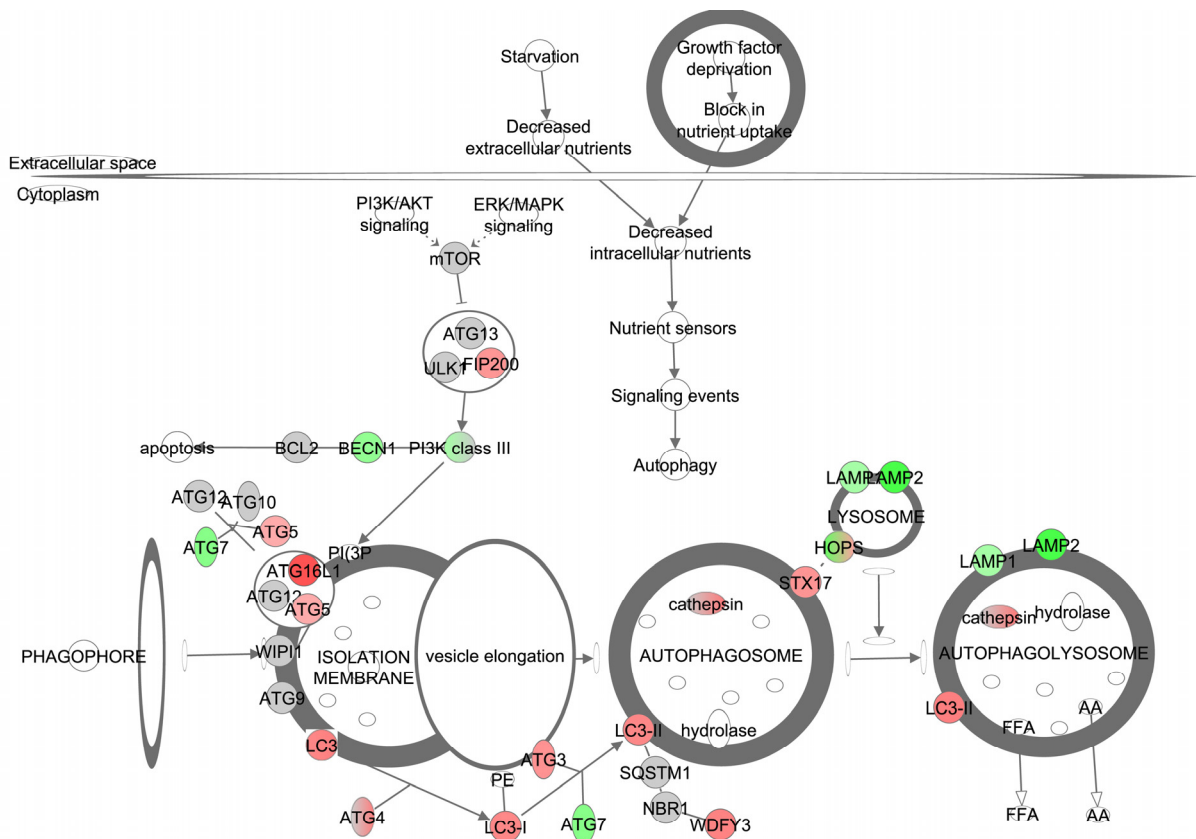 Starvation
Growth factor
deprivation
Block in
nutrient uptake
Decreased
extracellular nutrients
Extracellular space
Cytoplasm
PI3K/AKT
signaling
ERK/MAPK
signaling
mTOR
Decreased
intracellular nutrients
ATG13
ULK1
FIP200
Nutrient sensors
Signaling events
Autophagy
apoptosis
BCL2
BECN1
PI3K class III
ATG12
ATG10
ATG5
ATG7
PI(3P
ATG16L1
ATG12
ATG5
LAMP1
LAMP2
LYSOSOME
HOPS
STX17
LAMP1
LAMP2
cathepsin
cathepsin
hydrolase
PHAGOPHORE
WIPI1
ISOLATION
MEMBRANE
vesicle elongation
AUTOPHAGOSOME
AUTOPHAGOLYSOSOME
ATG9
LC3
LC3-II
hydrolase
LC3-II
FFA
AA
ATG3
PE
SQSTM1
NBR1
WDFY3
ATG4
LC3-I
ATG7
FFA
AA